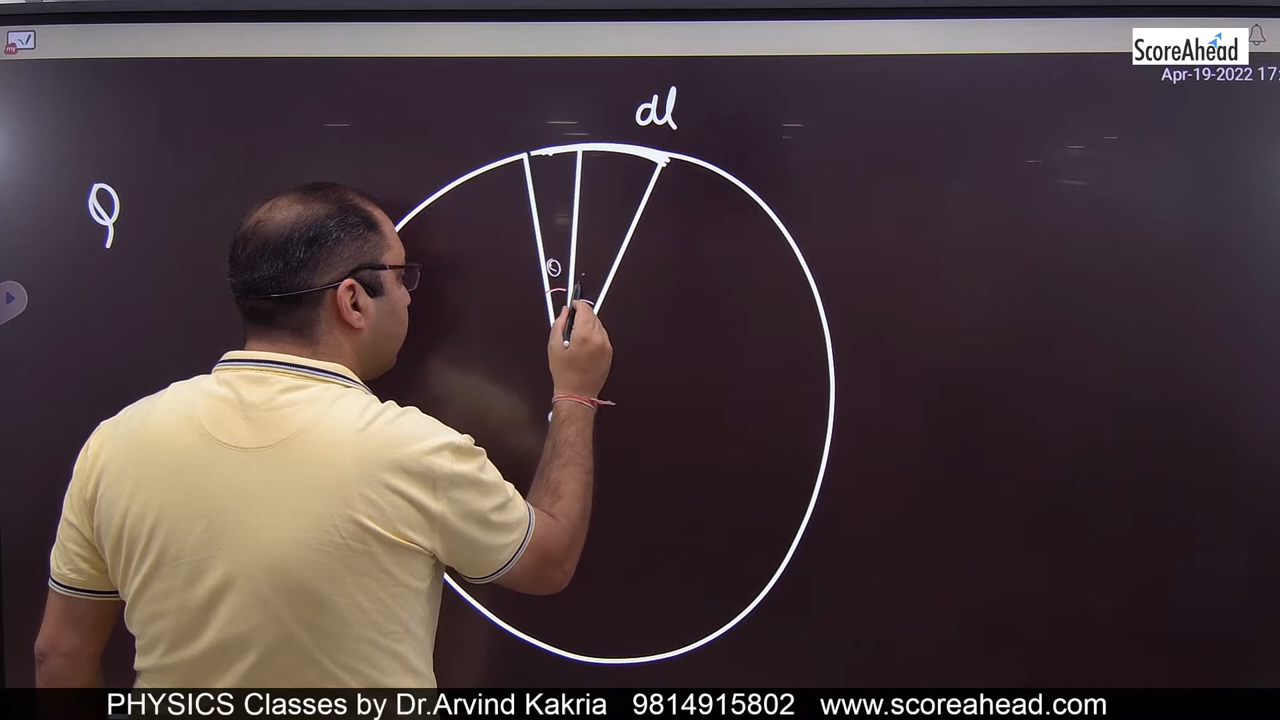 ScoreAhead
Apr-19-2022 17:
dl
Q
θ
PHYSICS Classes by Dr.Arvind Kakria 9814915802 www.scoreahead.com